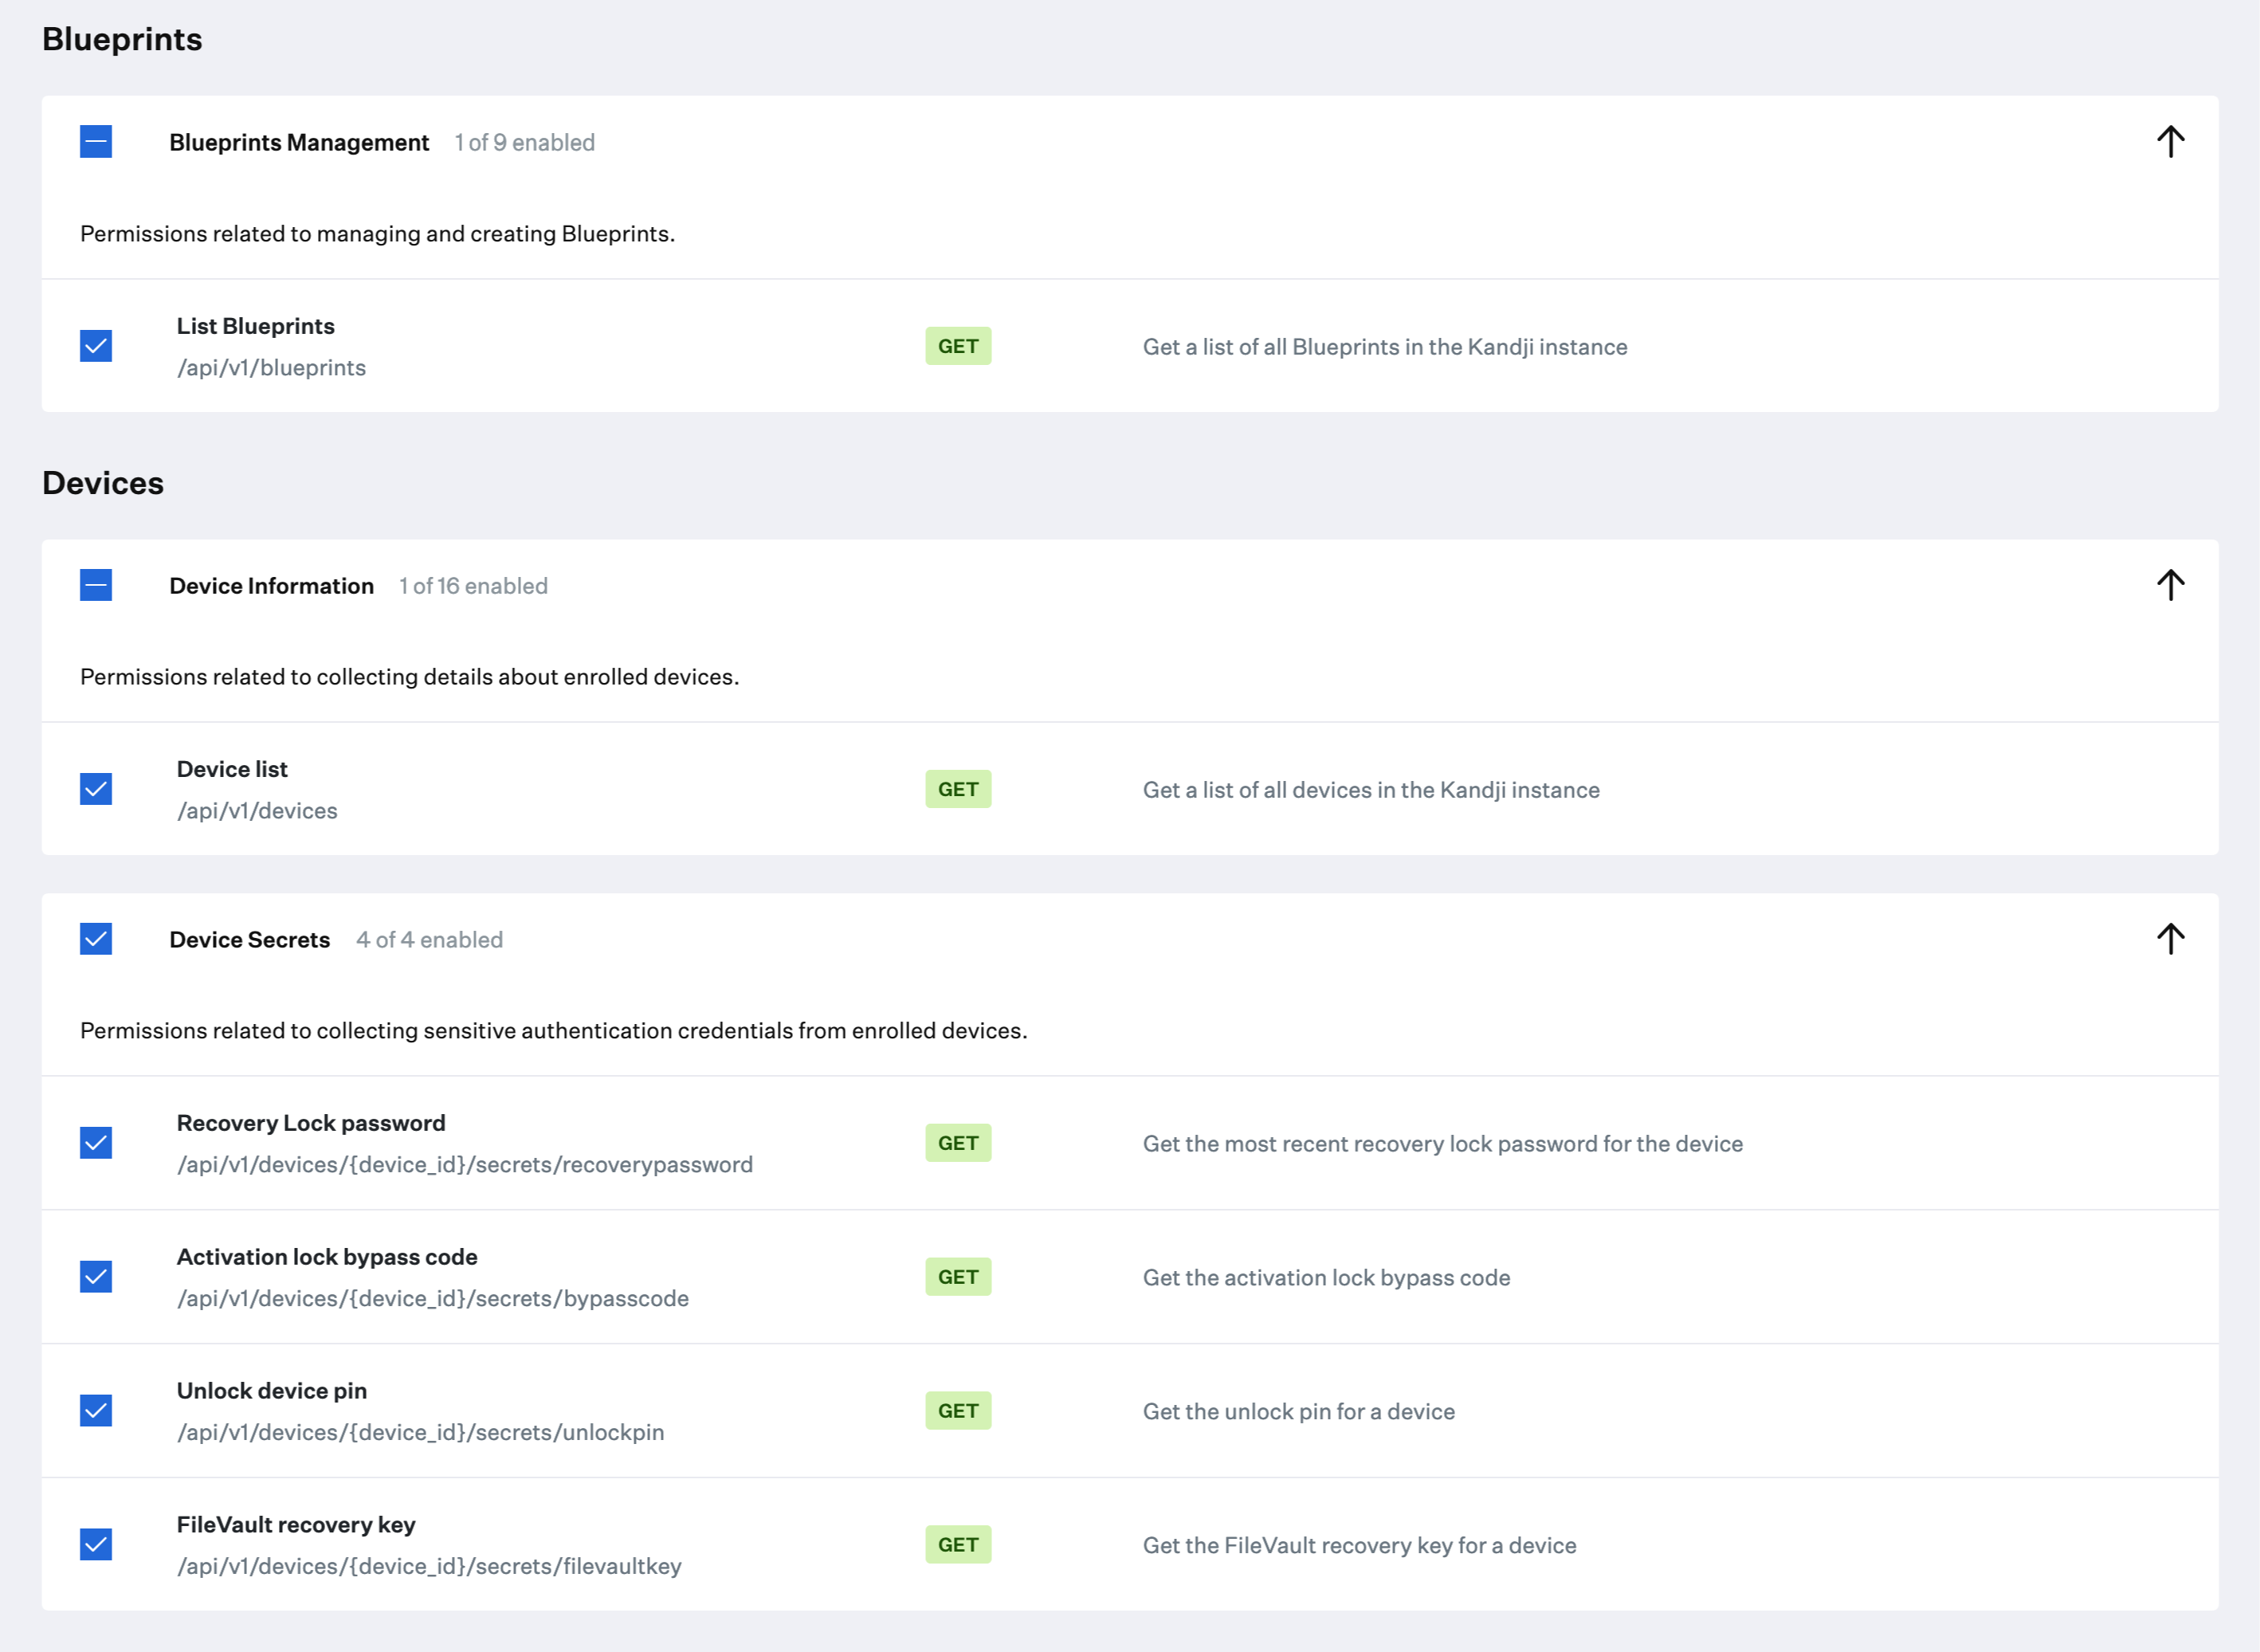 Blueprints
Blueprints Management 1 of 9 enabled
Permissions related to managing and creating Blueprints.
List Blueprints
/api/v1/blueprints
GET
Get a list of all Blueprints in the Kandji instance
Devices
Device Information 1 of 16 enabled
Permissions related to collecting details about enrolled devices.
Device list
/api/v1/devices
GET
Get a list of all devices in the Kandji instance
Device Secrets 4 of 4 enabled
Permissions related to collecting sensitive authentication credentials from enrolled devices.
Recovery Lock password
/api/v1/devices/{device_id}/secrets/recoverypassword
GET
Get the most recent recovery lock password for the device
Activation lock bypass code
/api/v1/devices/{device_id}/secrets/bypasscode
GET
Get the activation lock bypass code
Unlock device pin
/api/v1/devices/{device_id}/secrets/unlockpin
GET
Get the unlock pin for a device
FileVault recovery key
/api/v1/devices/{device_id}/secrets/filevaultkey
GET
Get the FileVault recovery key for a device